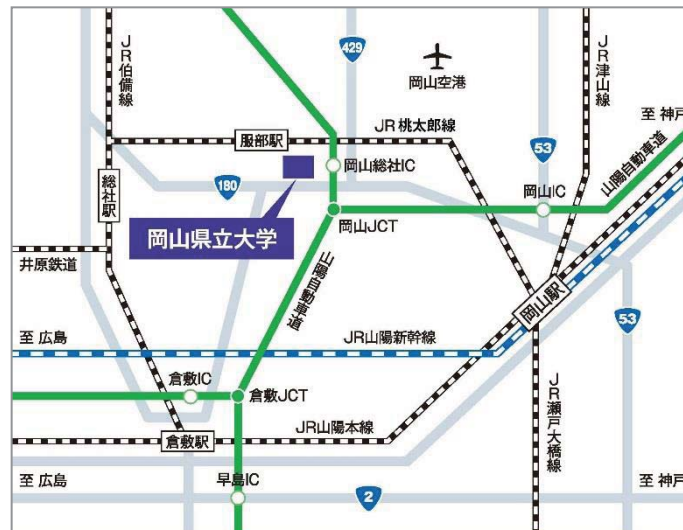 JR伯備線
429
岡山空港
JR津山線
至 神戸
JR桃太郎線
服部駅
岡山総社IC
53
山陽自動車道
総社駅
180
岡山IC
岡山県立大学
岡山JCT
井原鉄道
山陽自動車道
岡山駅
至 広島
JR山陽新幹線
53
倉敷IC
倉敷JCT
JR瀬戸大橋線
JR山陽本線
倉敷駅
至 広島
早島IC
2
至 神戸